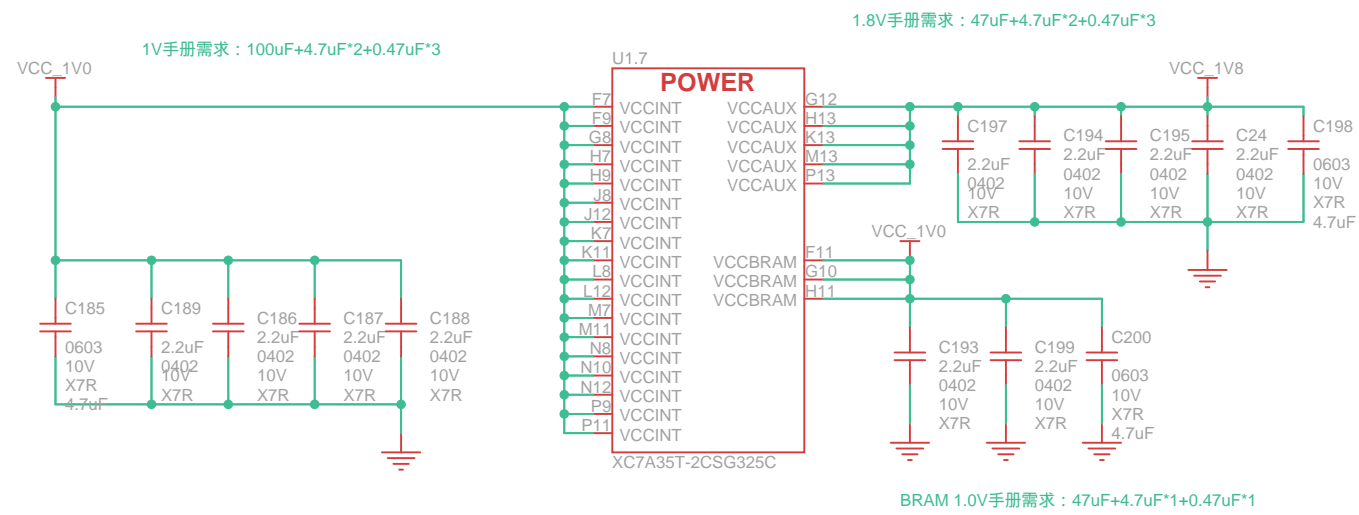 1.8V手册需求：47uF+4.7uF*2+0.47uF*3
1V手册需求：100uF+4.7uF*2+0.47uF*3
VCC_1V0
U1.7
POWER
VCC_1V8
F7 VCCINT VCCAUX G12
F9 VCCINT VCCAUX H13
G8 VCCINT VCCAUX K13
H7 VCCINT VCCAUX M13
H9 VCCINT VCCAUX P13
J8 VCCINT
J12 VCCINT
K7 VCCINT
K11 VCCINT VCCBRAM F11
L8 VCCINT VCCBRAM G10
L12 VCCINT VCCBRAM H11
M7 VCCINT
M11 VCCINT
N8 VCCINT
N10 VCCINT
N12 VCCINT
P9 VCCINT
P11 VCCINT
XC7A35T-2CSG325C
C197
2.2uF
0402
10V
X7R
C194
2.2uF
0402
10V
X7R
C195
2.2uF
0402
10V
X7R
C24
2.2uF
0402
10V
X7R
C198
0603
10V
X7R
4.7uF
VCC_1V0
C185
0603
10V
X7R
4.7uF
C189
2.2uF
0402
10V
X7R
C186
2.2uF
0402
10V
X7R
C187
2.2uF
0402
10V
X7R
C188
2.2uF
0402
10V
X7R
C193
2.2uF
0402
10V
X7R
C199
2.2uF
0402
10V
X7R
C200
0603
10V
X7R
4.7uF
BRAM 1.0V手册需求：47uF+4.7uF*1+0.47uF*1